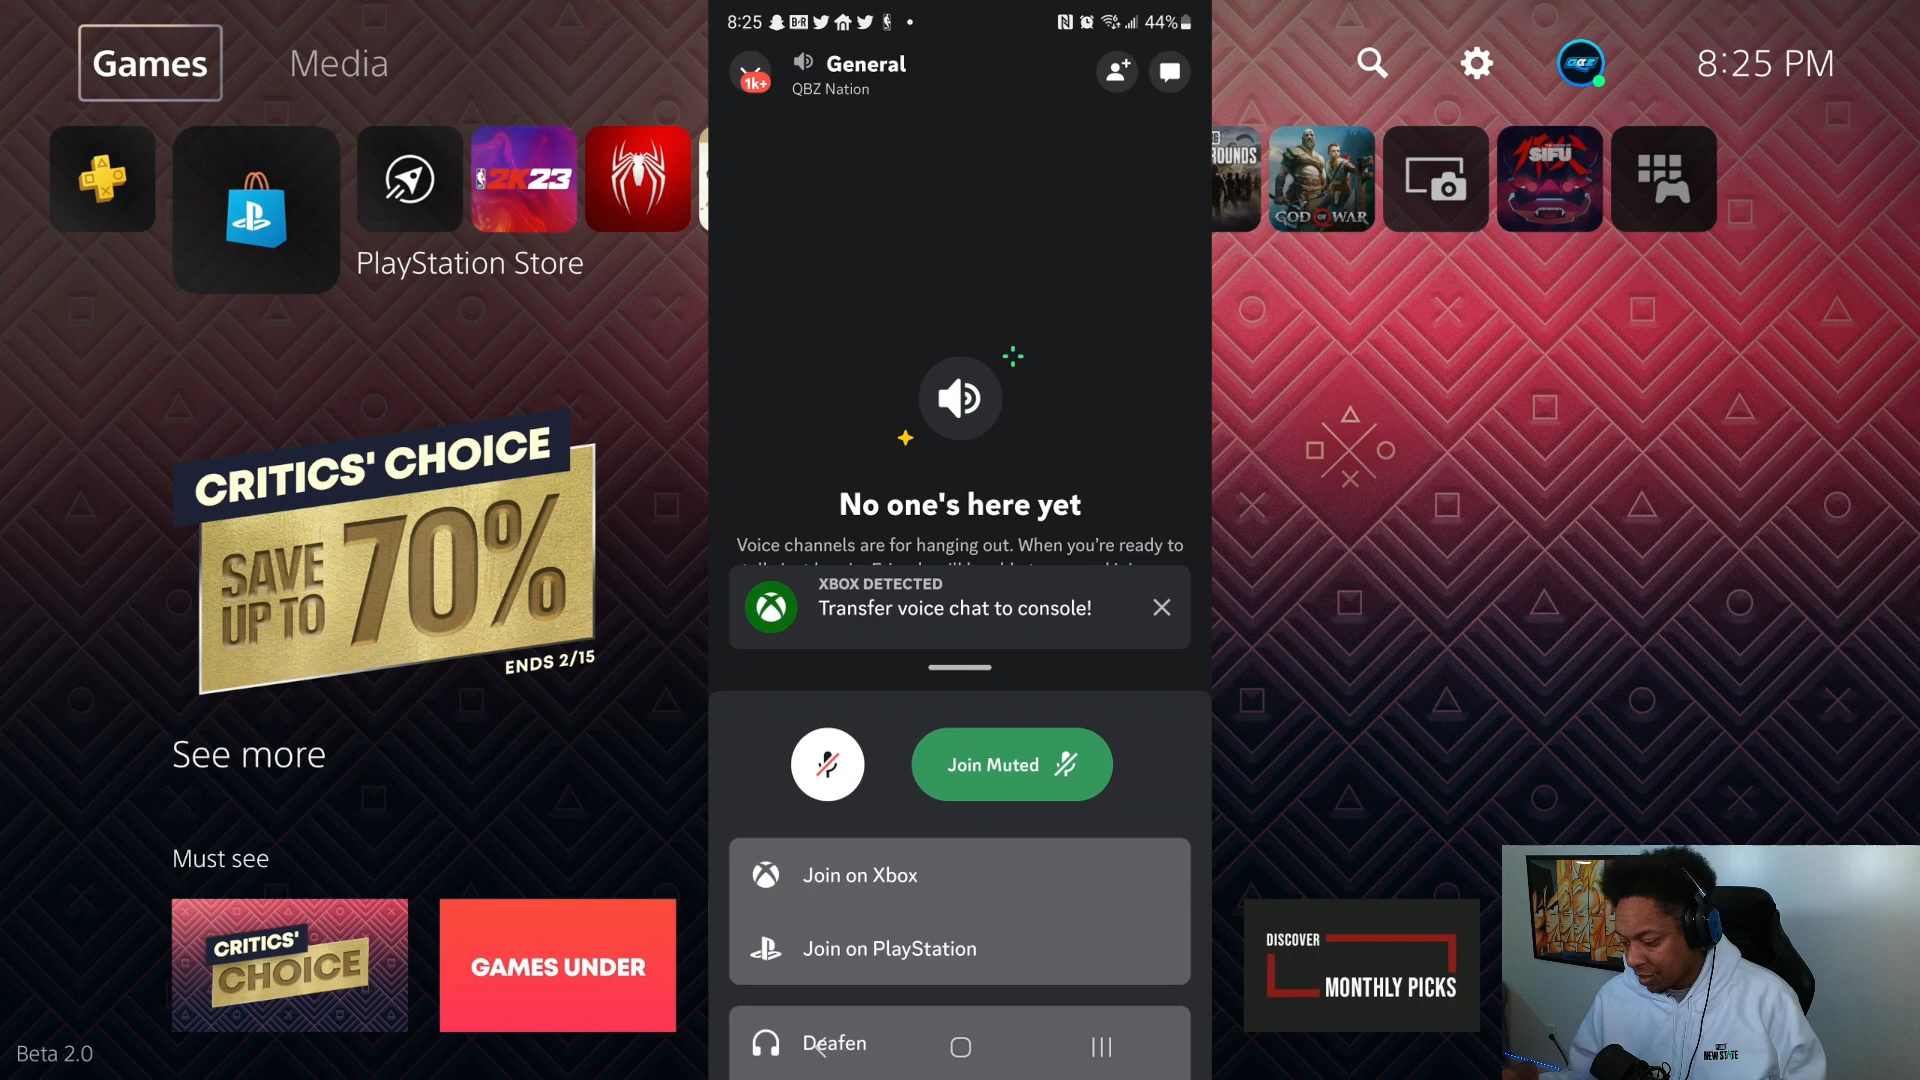 Games
Media
8:25 PM
PlayStation Store
NBA 2K23
ROUNDS
GOD OF WAR
SIFU
CRITICS' CHOICE
SAVE UP TO 70%
ENDS 2/15
See more
Must see
CRITICS' CHOICE
GAMES UNDER
DISCOVER
MONTHLY PICKS
Beta 2.0
8:25
B/R
44%
1k+
General
QBZ Nation
No one's here yet
Voice channels are for hanging out. When you're ready to
XBOX DETECTED
Transfer voice chat to console!
Join Muted
Join on Xbox
Join on PlayStation
Deafen
NEW STATE